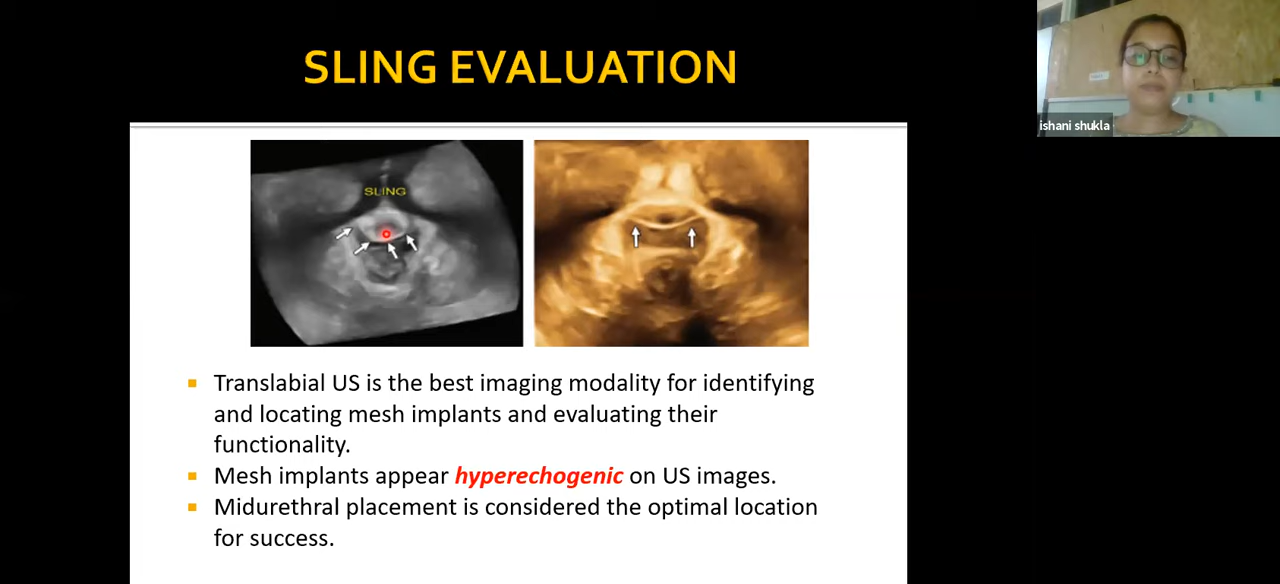 SLING EVALUATION
ishani shukla
SLING
Translabial US is the best imaging modality for identifying
and locating mesh implants and evaluating their
functionality.
Mesh implants appear hyperechogenic on US images.
Midurethral placement is considered the optimal location
for success.